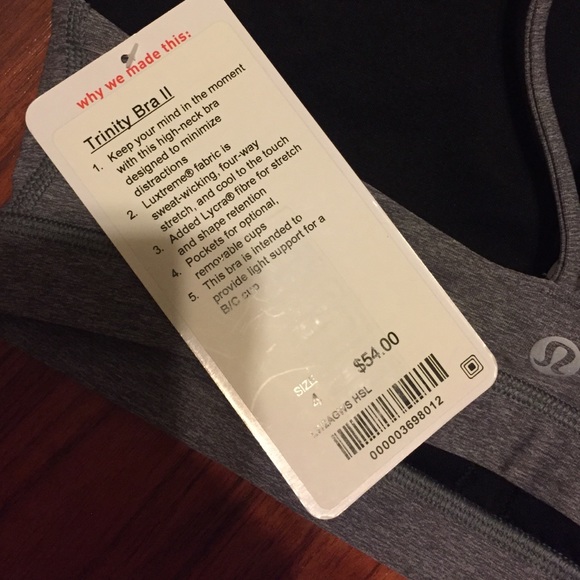 why we made this:
Trinity Bra II
1. Keep your mind in the moment
with this high-neck bra
designed to minimize
distractions
2. Luxtreme® fabric is
sweat-wicking, four-way
stretch, and cool to the touch
3. Added Lycra® fibre for stretch
and shape retention
4. Pockets for optional,
removable cups
5. This bra is intended to
provide light support for a
B/C cup
SIZE
4
$54.00
HSL
000003698012